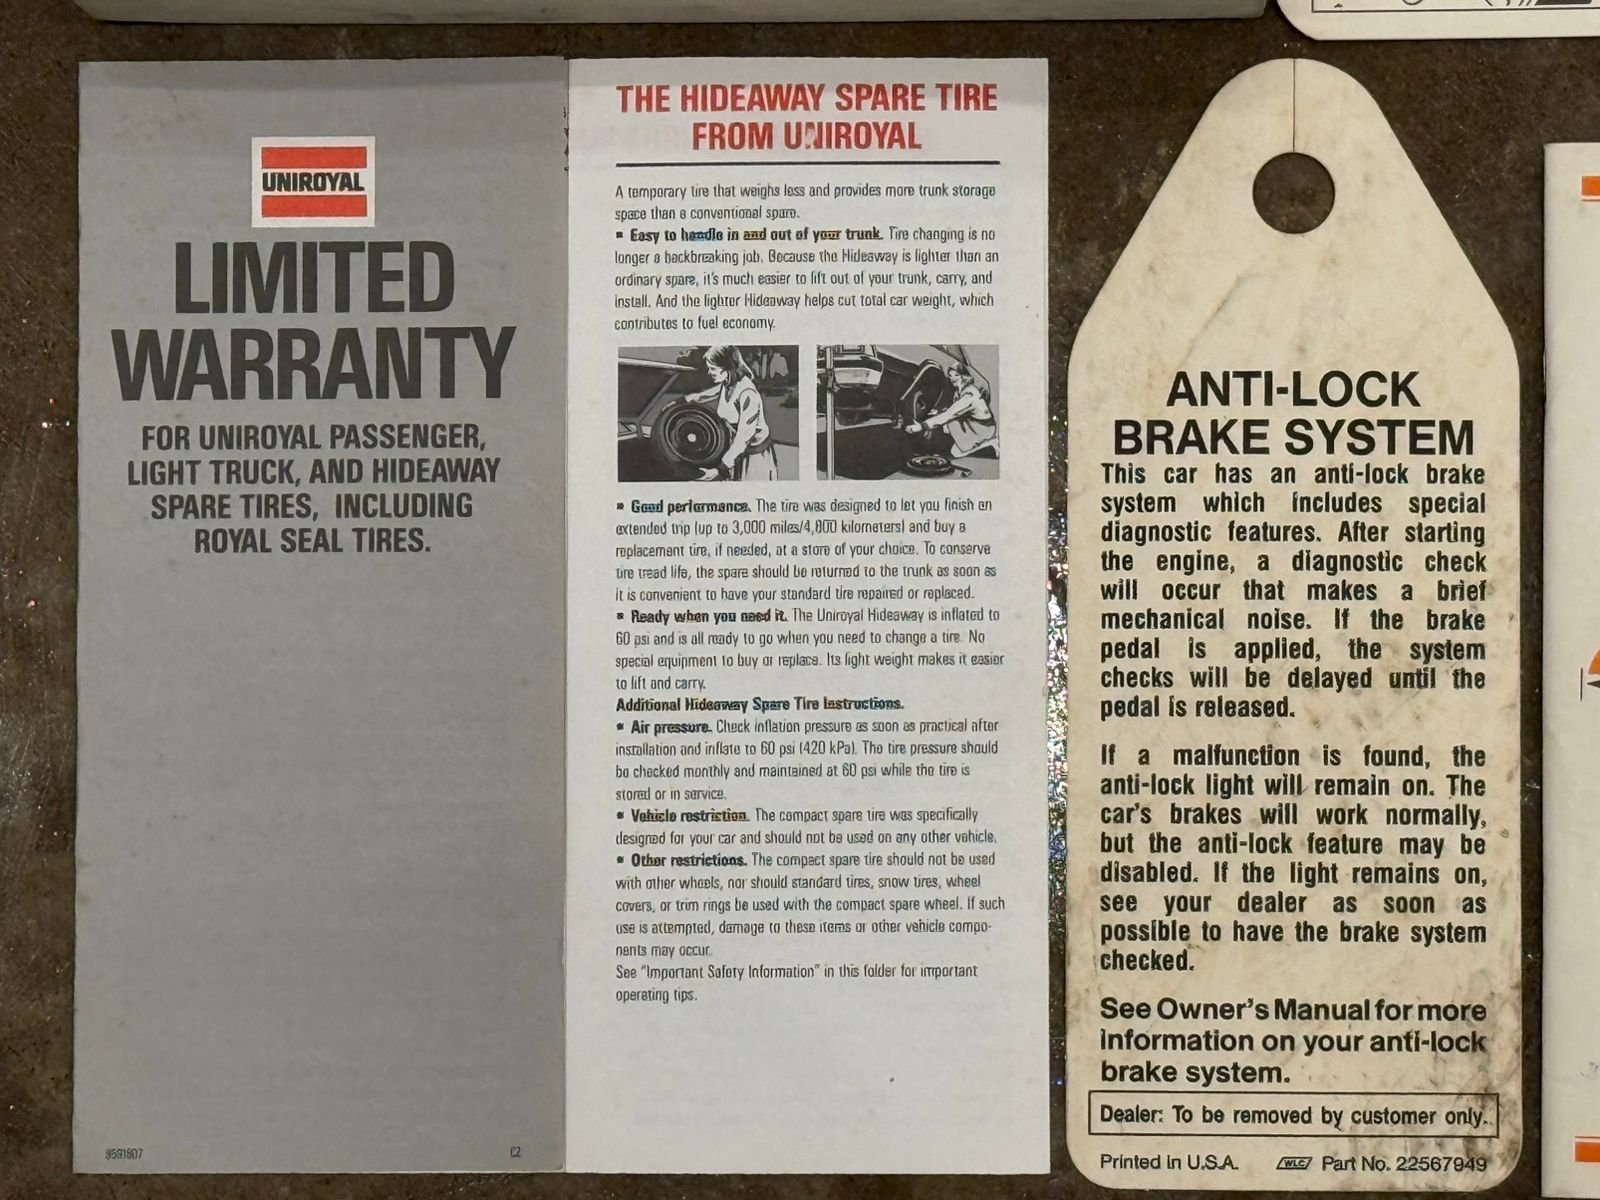 UNIROYAL
LIMITED
WARRANTY
FOR UNIROYAL PASSENGER,
LIGHT TRUCK, AND HIDEAWAY
SPARE TIRES, INCLUDING
ROYAL SEAL TIRES.
C2
THE HIDEAWAY SPARE TIRE
FROM UNIROYAL
A temporary tire that weighs less and provides more trunk storage
space than a conventional spare.
▪ Easy to handle in and out of your trunk. Tire changing is no
longer a backbreaking job. Because the Hideaway is lighter than an
ordinary spare, it's much easier to lift out of your trunk, carry, and
install. And the lighter Hideaway helps cut total car weight, which
contributes to fuel economy.
▪ Good performance. The tire was designed to let you finish an
extended trip (up to 3,000 miles/4,800 kilometers) and buy a
replacement tire, if needed, at a store of your choice. To conserve
tire tread life, the spare should be returned to the trunk as soon as
it is convenient to have your standard tire repaired or replaced.
▪ Ready when you need it. The Uniroyal Hideaway is inflated to
60 psi and is all ready to go when you need to change a tire. No
special equipment to buy or replace. Its light weight makes it easier
to lift and carry.
Additional Hideaway Spare Tire Instructions.
▪ Air pressure. Check inflation pressure as soon as practical after
installation and inflate to 60 psi (420 kPa). The tire pressure should
be checked monthly and maintained at 60 psi while the tire is
stored or in service.
▪ Vehicle restriction. The compact spare tire was specifically
designed for your car and should not be used on any other vehicle.
▪ Other restrictions. The compact spare tire should not be used
with other wheels, nor should standard tires, snow tires, wheel
covers, or trim rings be used with the compact spare wheel. If such
use is attempted, damage to these items or other vehicle compo-
nents may occur.
See "Important Safety Information" in this folder for important
operating tips.
ANTI-LOCK
BRAKE SYSTEM
This car has an anti-lock brake
system which includes special
diagnostic features. After starting
the engine, a diagnostic check
will occur that makes a brief
mechanical noise. If the brake
pedal is applied, the system
checks will be delayed until the
pedal is released.
If a malfunction is found, the
anti-lock light will remain on. The
car's brakes will work normally,
but the anti-lock feature may be
disabled. If the light remains on,
see your dealer as soon as
possible to have the brake system
checked.
See Owner's Manual for more
information on your anti-lock
brake system.
Dealer: To be removed by customer only.
Printed in U.S.A. WLC Part No. 22567949